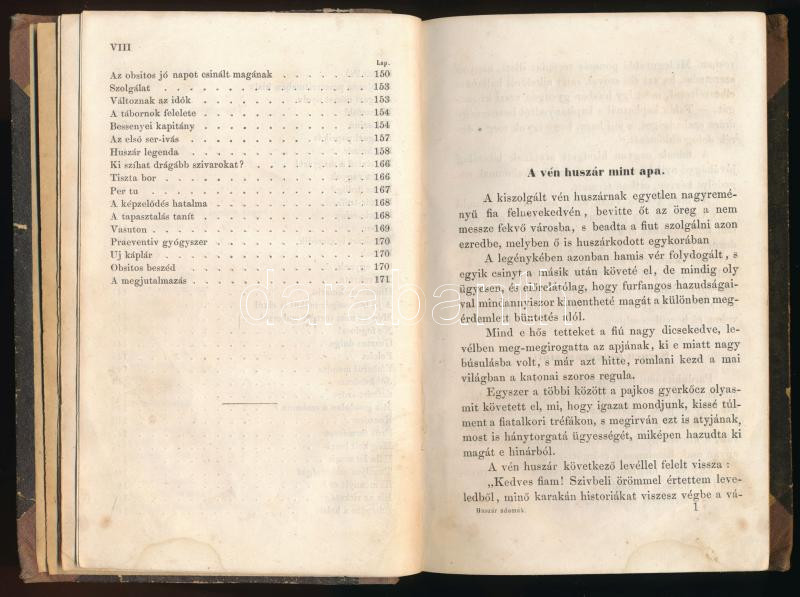 VIII
Lap.
Az obsitos jó napot csinált magának . . . . . . . 150
Szolgálat . . . . . . . . . . . . 153
Változnak az idők . . . . . . . . . . . 153
A tábornok felelete . . . . . . . . . . . 154
Bessenyei kapitány . . . . . . . . . . . 154
Az első ser-ivás . . . . . . . . . . . 157
Huszár legenda . . . . . . . . . . . 158
Ki szíhat drágább szivarokat? . . . . . . . . . 166
Tiszta bor . . . . . . . . . . . . 166
Per tu . . . . . . . . . . . . 167
A képzelődés hatalma . . . . . . . . . . 168
A tapasztalás tanít . . . . . . . . . . . 168
Vasuton . . . . . . . . . . . . 169
Praeventiv gyógyszer . . . . . . . . . . 170
Uj káplár . . . . . . . . . . . . 170
Obsitos beszéd . . . . . . . . . . . 170
A megjutalmazás . . . . . . . . . . . 171
A vén huszár mint apa.
A kiszolgált vén huszárnak egyetlen nagyremé-
nyü fia felnevekedvén, bevitte őt az öreg a nem
messze fekvő városba, s beadta a fiut szolgálni azon
ezredbe, melyben ő is huszárkodott egykorában
A legénykében azonban hamis vér folydogált, s
egyik csinyt a másik után követé el, de mindig oly
ügyesen, és előrelátólag, hogy furfangos hazudságai-
val mindannyiszor kimentheté magát a különben meg-
érdemlett büntetés alól.
Mind e hős tetteket a fiú nagy dicsekedve, le-
vélben meg-megirogatta az apjának, ki e miatt nagy
búsulásba volt, s már azt hitte, romlani kezd a mai
világban a katonai szoros regula.
Egyszer a többi között a pajkos gyerkőcz olyas-
mit követett el, mi, hogy igazat mondjunk, kissé túl-
ment a fiatalkori tréfákon, s megirván ezt is atyjának,
most is hánytorgatá ügyességét, miképen hazudta ki
magát e hinárból.
A vén huszár következő levéllel felelt vissza:
„Kedves fiam! Szivbeli örömmel értettem leve-
ledből, minő karakán historiákat viszesz végbe a vá-
Huszár adomák. 1
darabanth